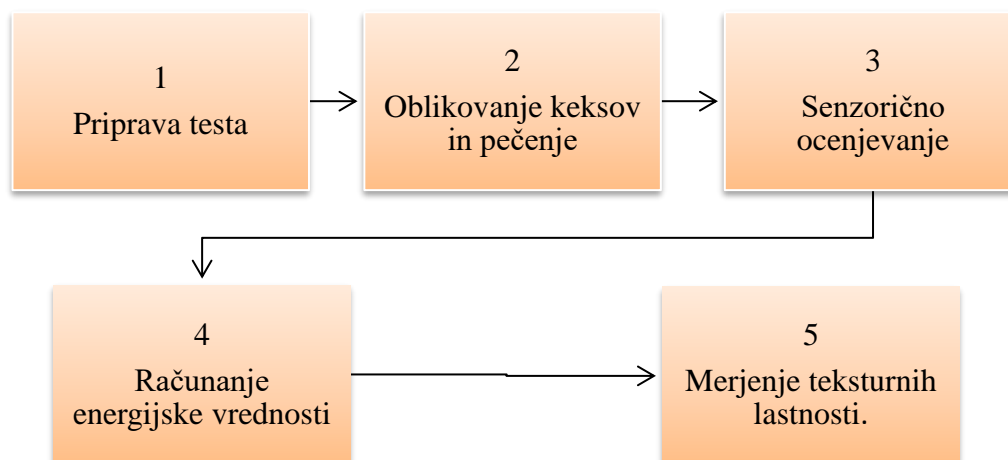 1
Priprava testa
2
Oblikovanje keksov
in pečenje
3
Senzorično
ocenjevanje
4
Računanje
energijske vrednosti
5
Merjenje teksturnih
lastnosti.